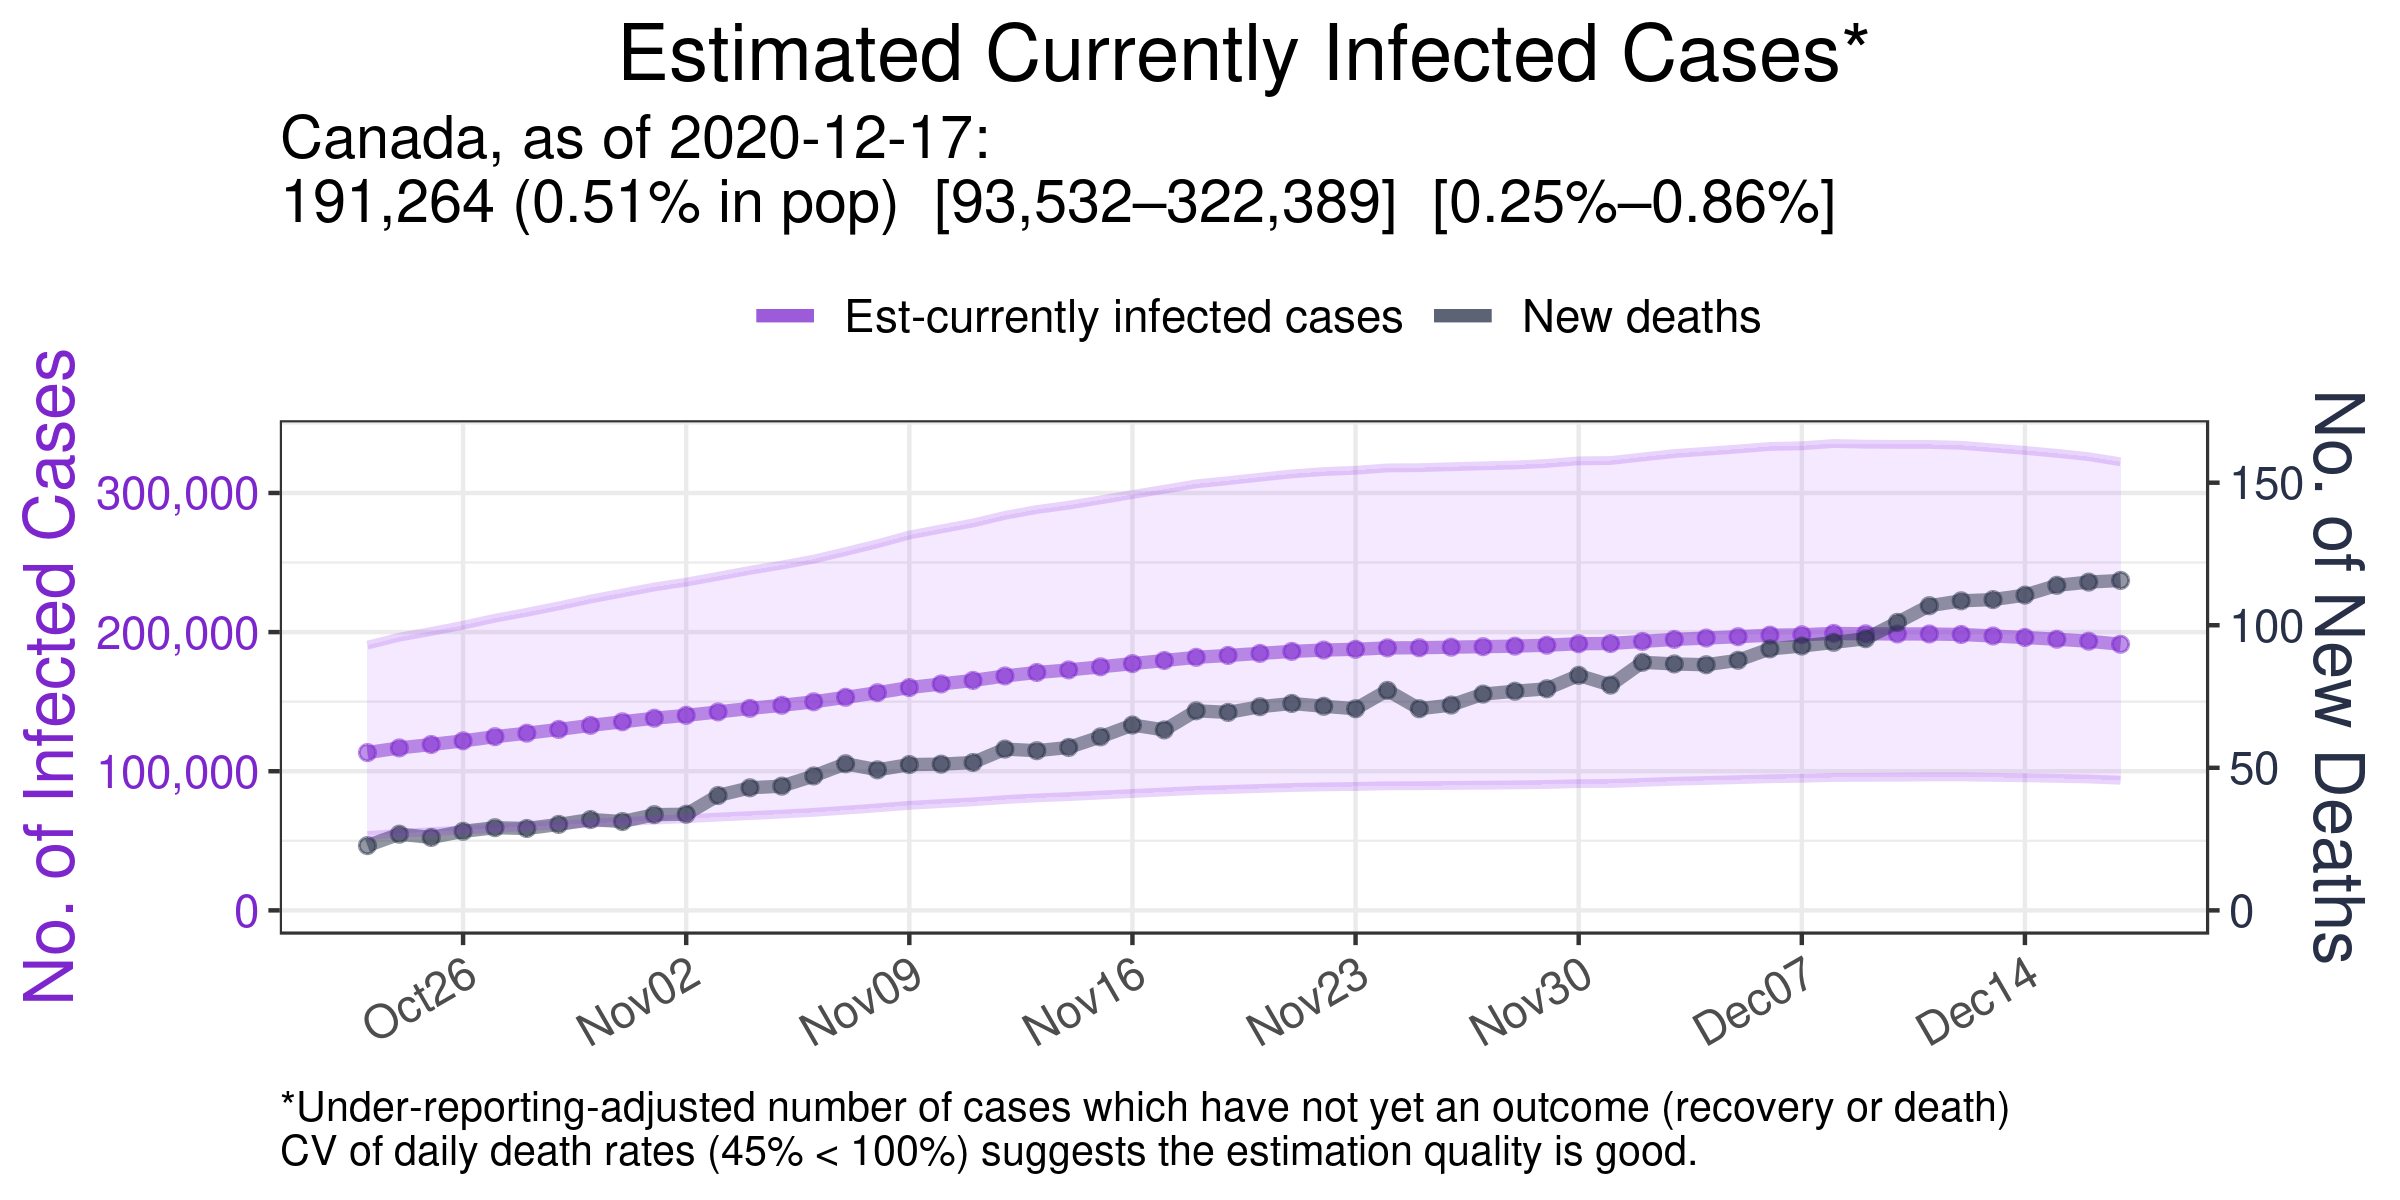 Estimated Currently Infected Cases*
Canada, as of 2020-12-17:
191,264 (0.51% in pop)  [93,532–322,389]  [0.25%–0.86%]
Est-currently infected cases
New deaths
No. of Infected Cases
300,000
200,000
100,000
0
150
100
50
0
No. of New Deaths
Oct26
Nov02
Nov09
Nov16
Nov23
Nov30
Dec07
Dec14
*Under-reporting-adjusted number of cases which have not yet an outcome (recovery or death)
CV of daily death rates (45% < 100%) suggests the estimation quality is good.